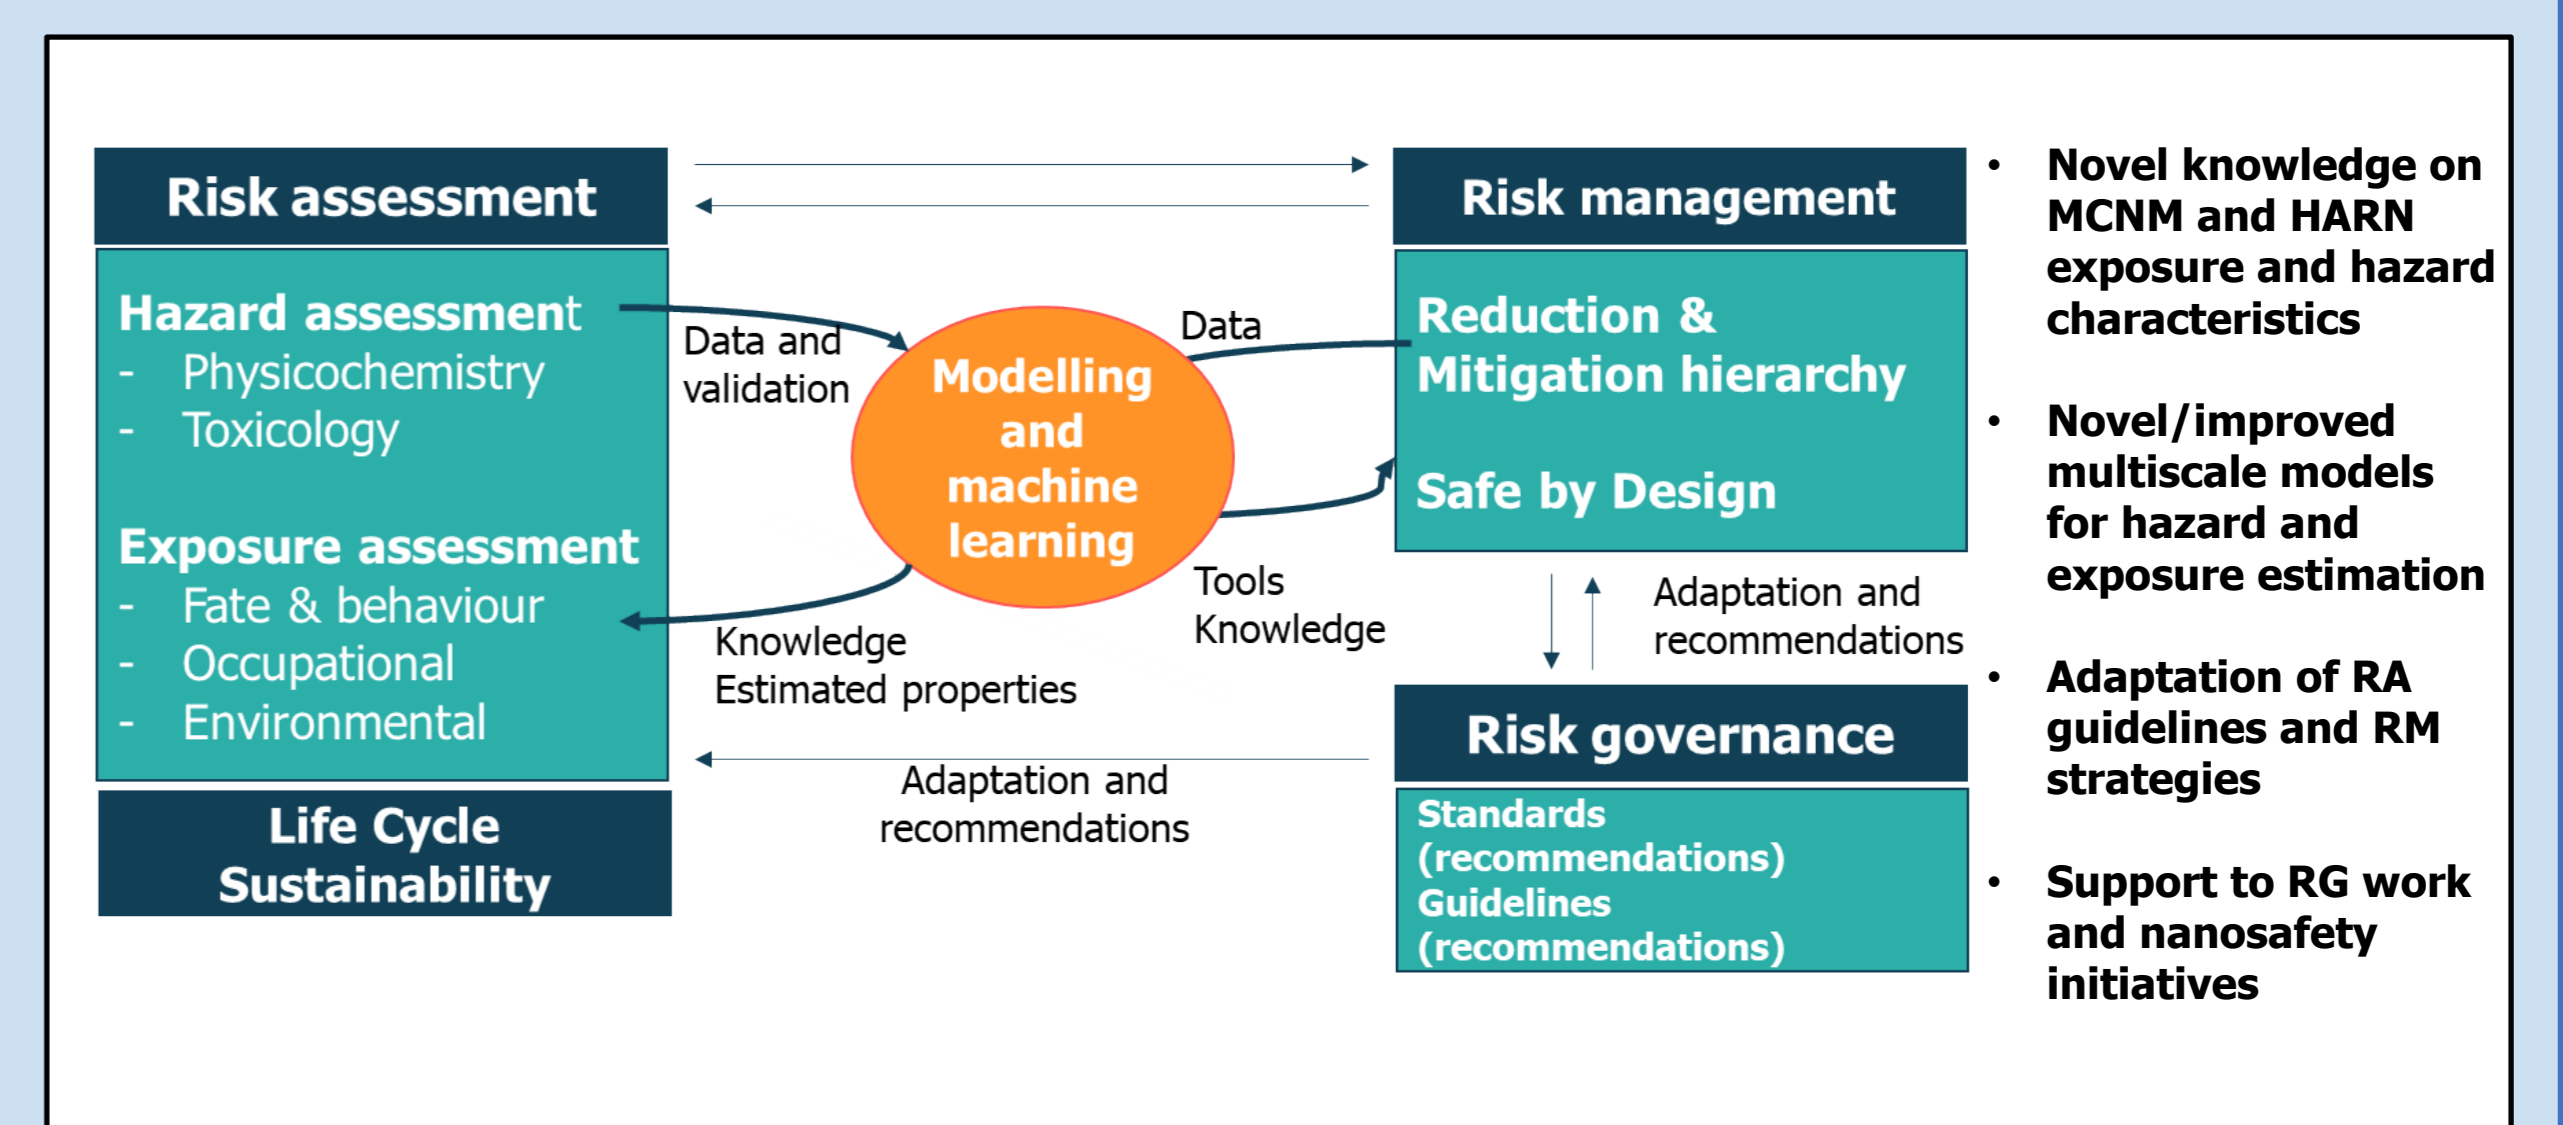 Risk assessment
Hazard assessment
- Physicochemistry
- Toxicology
Exposure assessment
- Fate & behaviour
- Occupational
- Environmental
Life Cycle
Sustainability
Data and
validation
Modelling
and
machine
learning
Knowledge
Estimated properties
Adaptation and
recommendations
Data
Tools
Knowledge
Risk management
Reduction &
Mitigation hierarchy
Safe by Design
Adaptation and
recommendations
Risk governance
Standards
(recommendations)
Guidelines
(recommendations)
• Novel knowledge on
MCNM and HARN
exposure and hazard
characteristics
• Novel/improved
multiscale models
for hazard and
exposure estimation
• Adaptation of RA
guidelines and RM
strategies
• Support to RG work
and nanosafety
initiatives